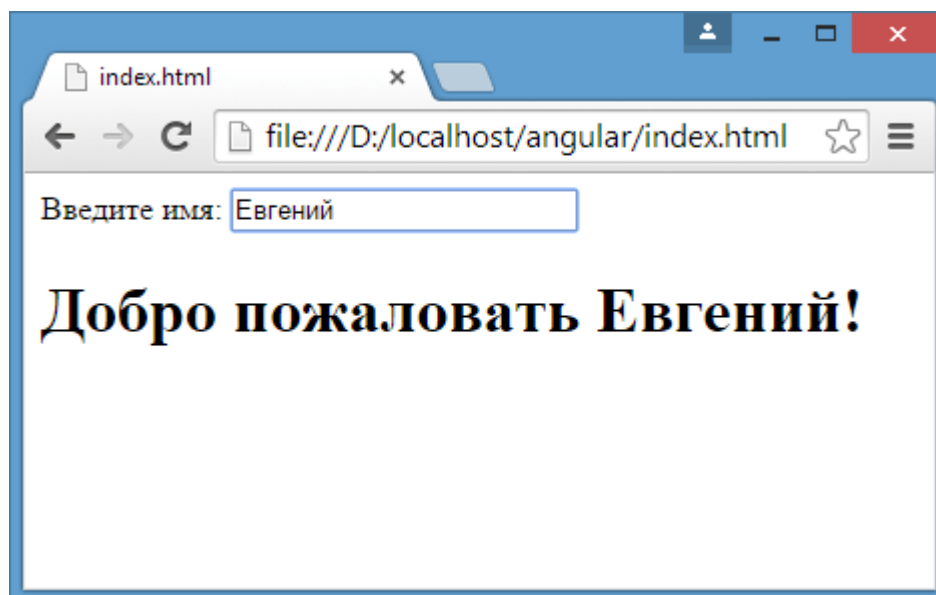 index.html
file:///D:/localhost/angular/index.html
Введите имя: Евгений
Добро пожаловать Евгений!